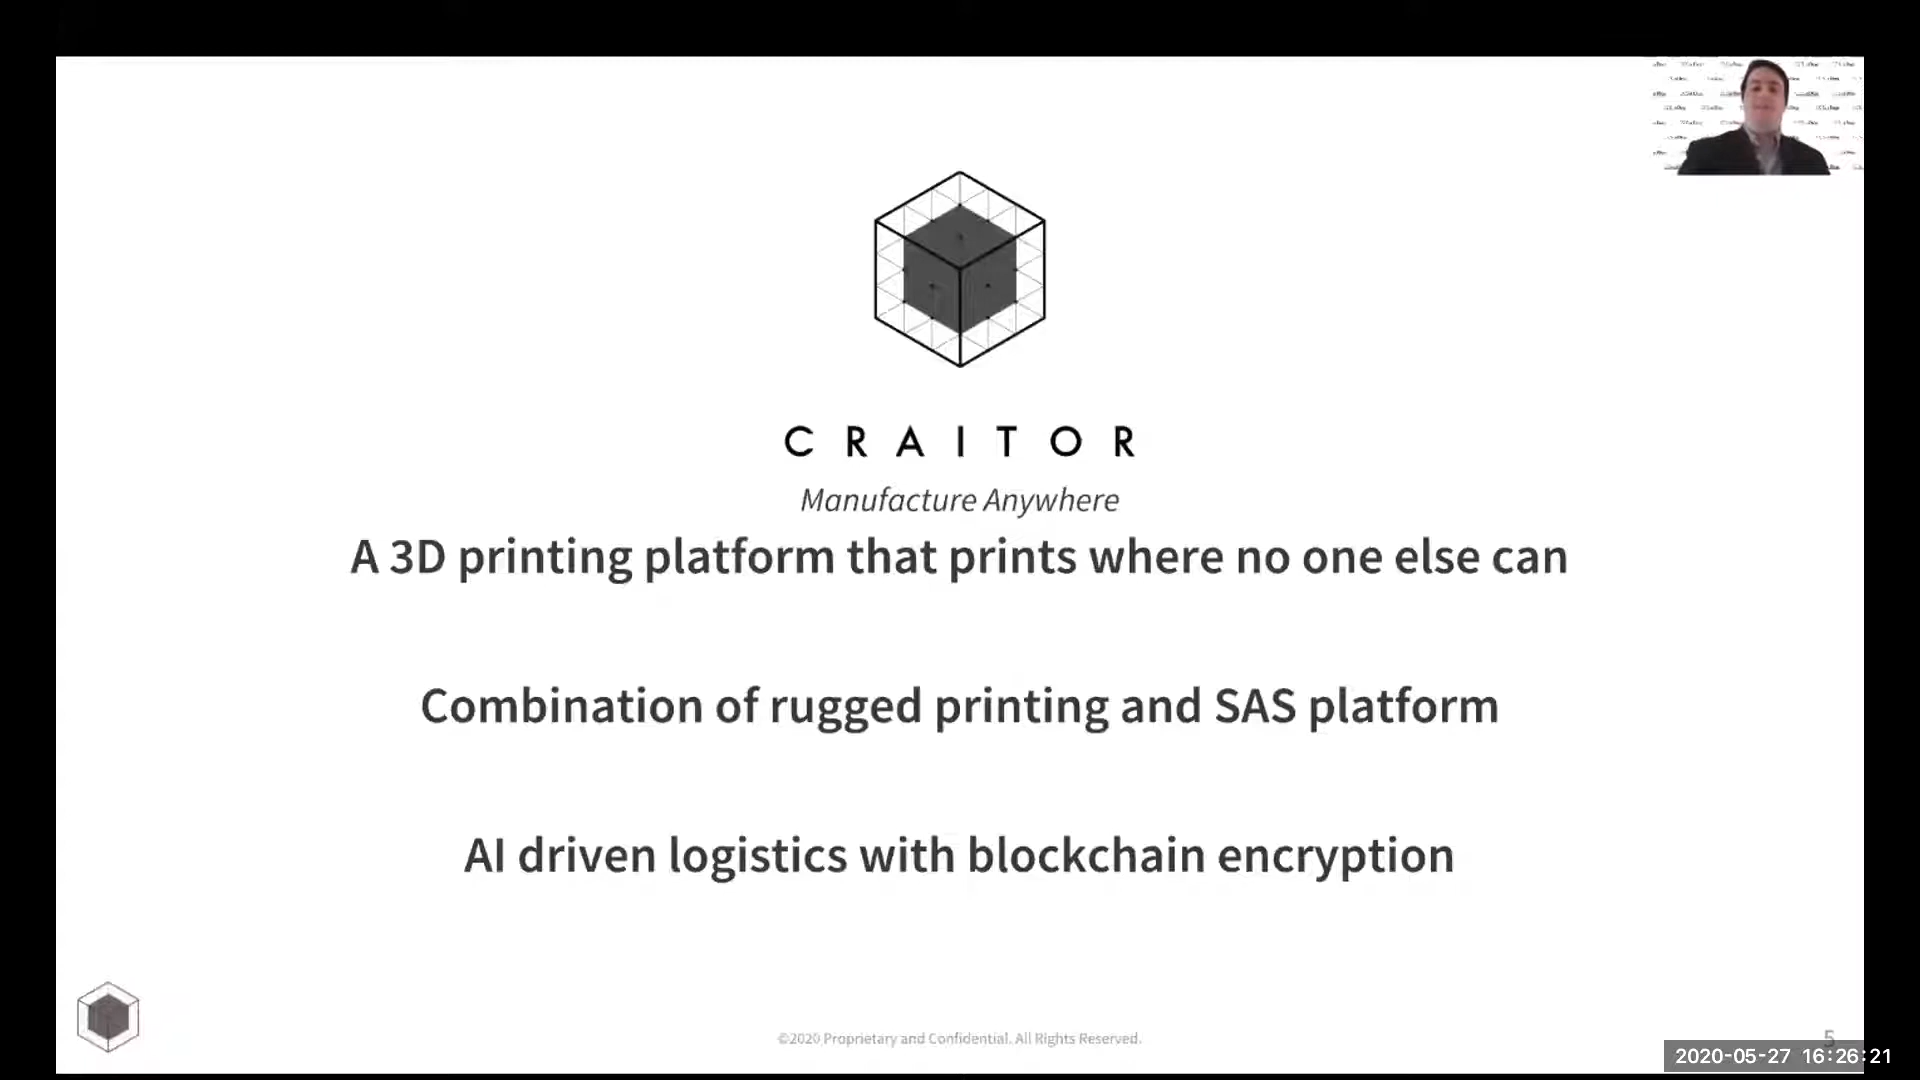 C R A I T O R
Manufacture Anywhere
A 3D printing platform that prints where no one else can
Combination of rugged printing and SAS platform
AI driven logistics with blockchain encryption
©2020 Proprietary and Confidential. All Rights Reserved.
5
2020-05-27 16:26:21